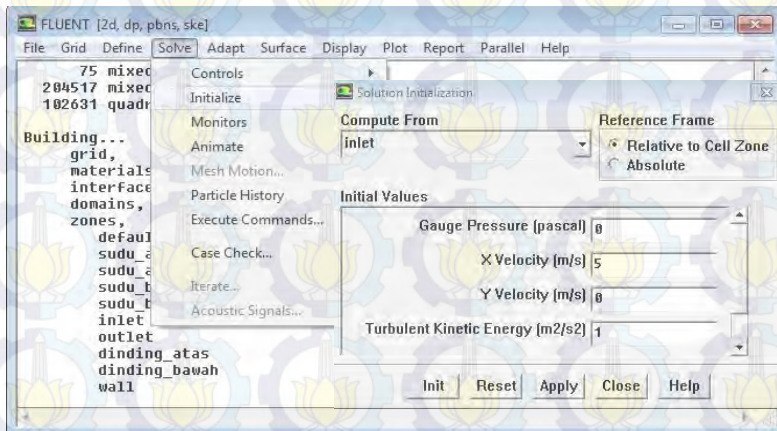 FLUENT [2d, dp, pbns, ske]
File Grid Define Solve Adapt Surface Display Plot Report Parallel Help
75 mixed
204517 mixed
102631 quadr
Building...
grid,
materials
interface
domains,
zones,
defaul
sudu_a
sudu_a
sudu_b
sudu_b
inlet
outlet
dinding_atas
dinding_bawah
wall
Controls
Initialize
Monitors
Animate
Mesh Motion...
Particle History
Execute Commands...
Case Check...
Iterate...
Acoustic Signals...
Solution Initialization
Compute From
inlet
Reference Frame
Relative to Cell Zone
Absolute
Initial Values
Gauge Pressure (pascal) 0
X Velocity (m/s) 5
Y Velocity (m/s) 0
Turbulent Kinetic Energy (m2/s2) 1
Init Reset Apply Close Help